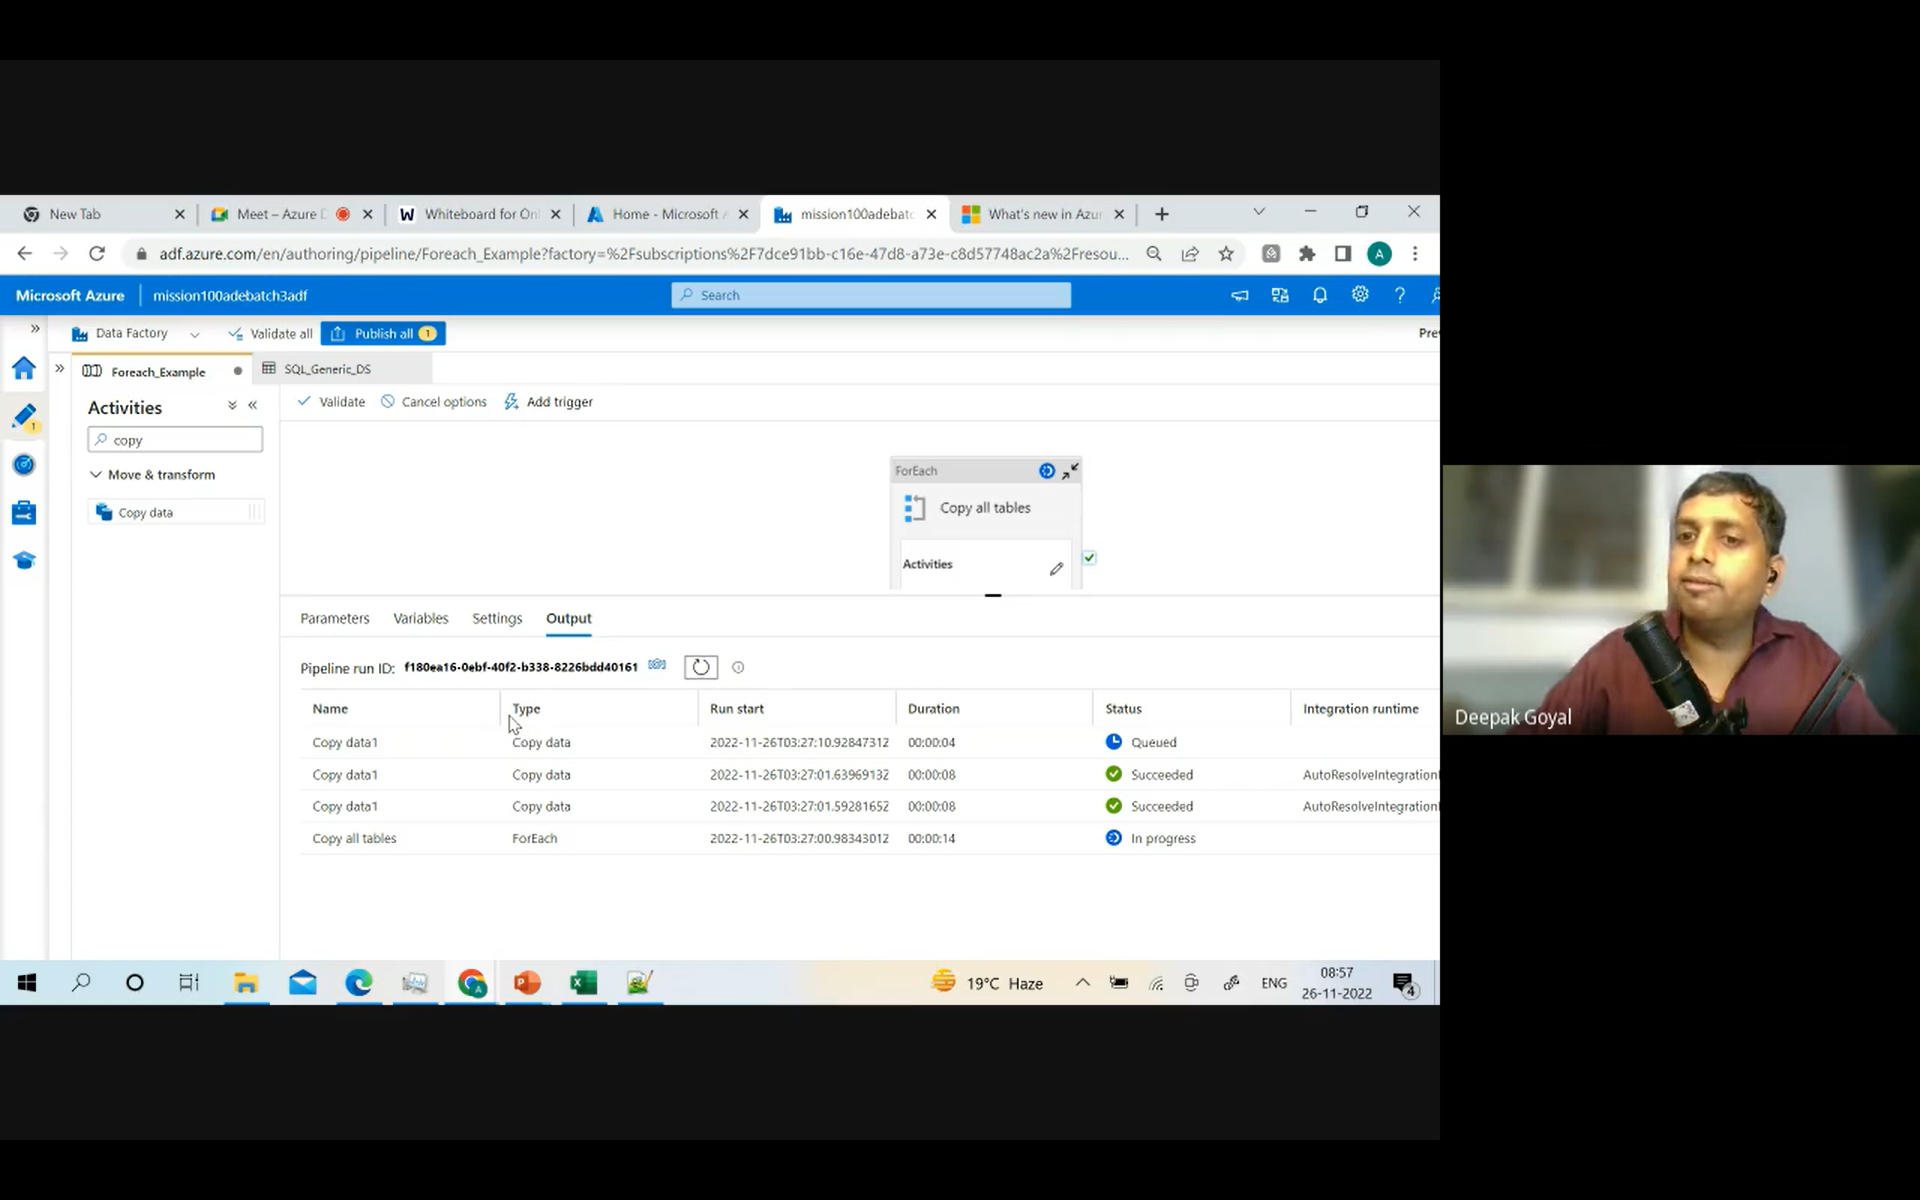 New Tab
Meet – Azure D
Whiteboard for Onl
Home - Microsoft A
mission100adebatc
What's new in Azur
adf.azure.com/en/authoring/pipeline/Foreach_Example?factory=%2Fsubscriptions%2F7dce91bb-c16e-47d8-a73e-c8d57748ac2a%2Fresou...
A
Microsoft Azure
mission100adebatch3adf
Search
Data Factory
Validate all
Publish all 1
Pre
Foreach_Example
SQL_Generic_DS
Activities
Validate
Cancel options
Add trigger
1
copy
Move & transform
Copy data
ForEach
Copy all tables
Activities
Parameters
Variables
Settings
Output
Pipeline run ID: f180ea16-0ebf-40f2-b338-8226bdd40161
Name Type Run start Duration Status Integration runtime
Copy data1 Copy data 2022-11-26T03:27:10.9284731Z 00:00:04 Queued
Copy data1 Copy data 2022-11-26T03:27:01.6396913Z 00:00:08 Succeeded AutoResolveIntegration
Copy data1 Copy data 2022-11-26T03:27:01.5928165Z 00:00:08 Succeeded AutoResolveIntegration
Copy all tables ForEach 2022-11-26T03:27:00.9834301Z 00:00:14 In progress
Deepak Goyal
19°C Haze
ENG
08:57
26-11-2022
4